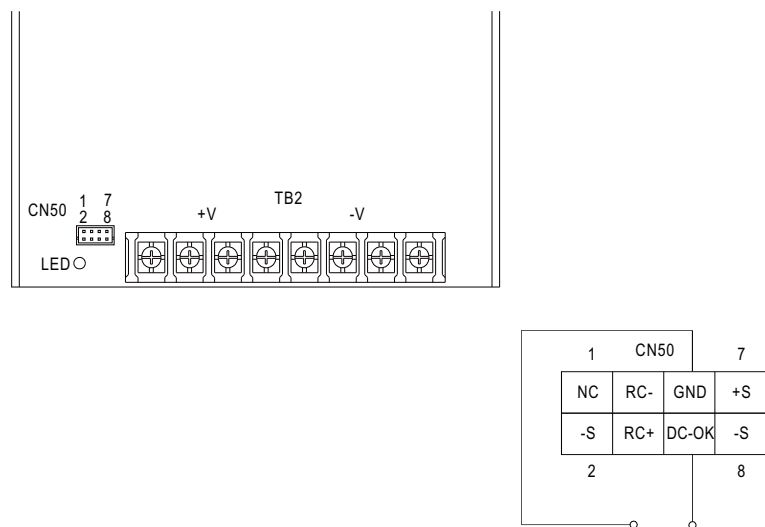 TB2
+V -V
CN50 1 7
2 8
LED
CN50
1 7
NC RC- GND +S
-S RC+ DC-OK -S
2 8